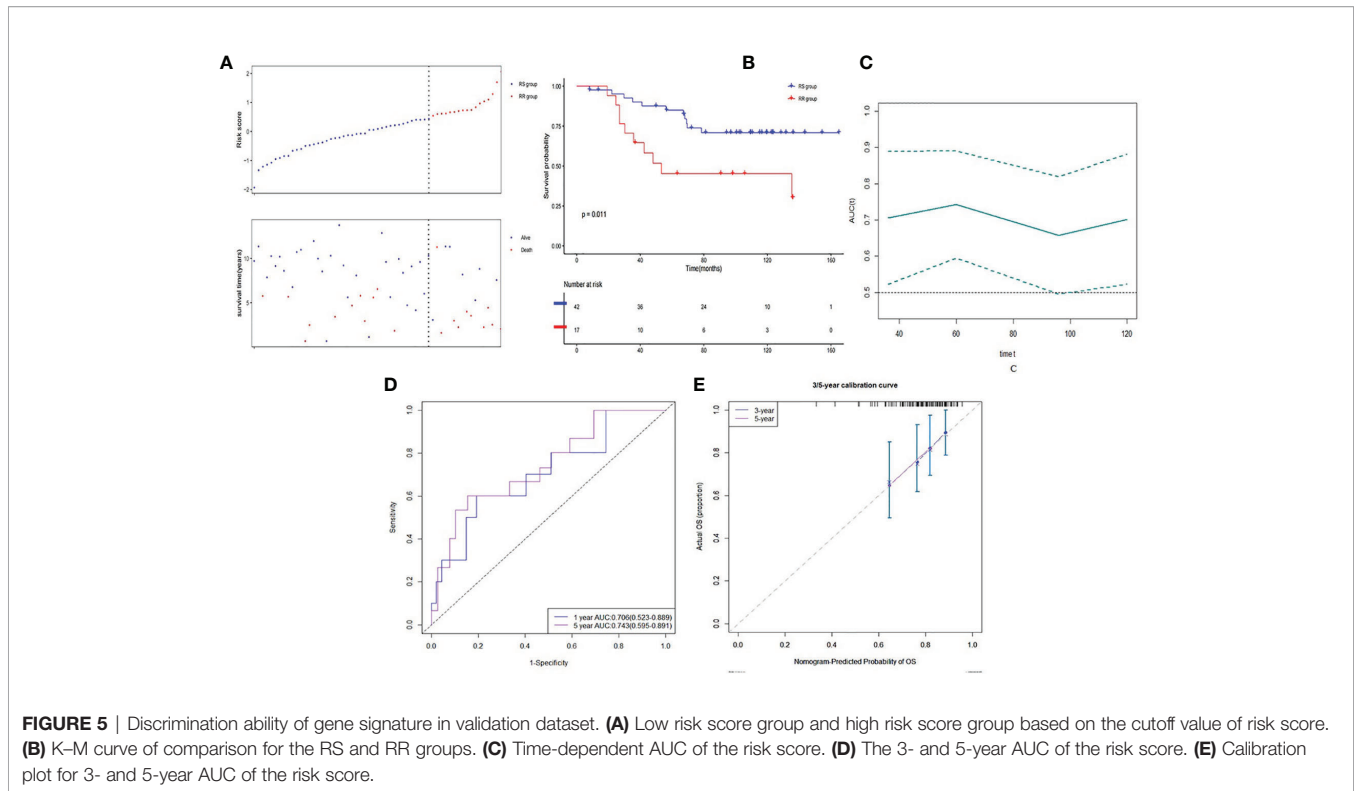 A
B
C
2
1
0
−1
−2
Risk score
RS group
RR group
10
5
survival time(years)
Alive
Death
1.00
0.75
0.50
0.25
0.00
Survival probability
RS group
RR group
p = 0.011
0 40 80 120 160
Time(months)
Number at risk
42 36 24 10 1
17 10 6 3 0
0 40 80 120 160
0.9
0.8
0.7
0.6
0.5
1
AUC(t)
40 60 80 100 120
time t
C
D
E
1.0
0.8
0.6
0.4
0.2
0.0
Sensitivity
1 year AUC:0.706(0.523-0.889)
5 year AUC:0.743(0.595-0.891)
0.0 0.2 0.4 0.6 0.8 1.0
1-Specificity
3/5-year calibration curve
3-year
5-year
1.0
0.8
0.6
0.4
0.2
0.0
Actual OS (proportion)
0.0 0.2 0.4 0.6 0.8 1.0
Nomogram-Predicted Probability of OS
FIGURE 5 | Discrimination ability of gene signature in validation dataset. (A) Low risk score group and high risk score group based on the cutoff value of risk score.
(B) K–M curve of comparison for the RS and RR groups. (C) Time-dependent AUC of the risk score. (D) The 3- and 5-year AUC of the risk score. (E) Calibration
plot for 3- and 5-year AUC of the risk score.